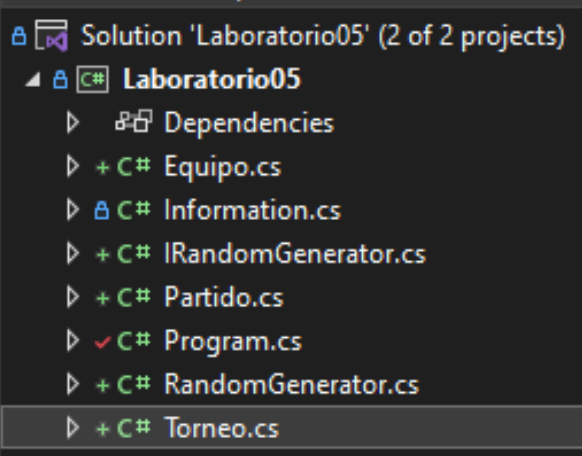 Solution 'Laboratorio05' (2 of 2 projects)
C# Laboratorio05
Dependencies
+ C# Equipo.cs
C# Information.cs
+ C# IRandomGenerator.cs
+ C# Partido.cs
C# Program.cs
+ C# RandomGenerator.cs
+ C# Torneo.cs